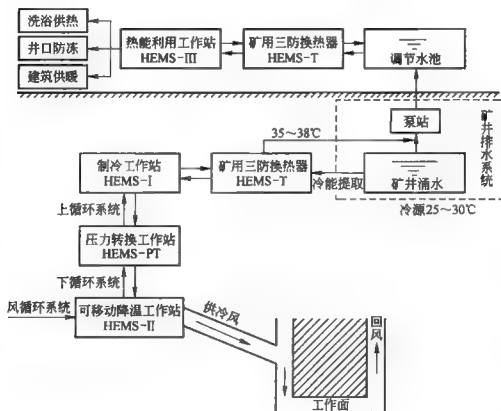 洗浴供热
井口防冻
建筑供暖
热能利用工作站
HEMS-III
矿用三防换热器
HEMS-T
调节水池
泵站
矿井排水系统
35～38℃
制冷工作站
HEMS-I
矿用三防换热器
HEMS-T
冷能提取
矿井涌水
冷源25～30℃
上循环系统
压力转换工作站
HEMS-PT
下循环系统
风循环系统
可移动降温工作站
HEMS-II
供冷风
回风
工作面